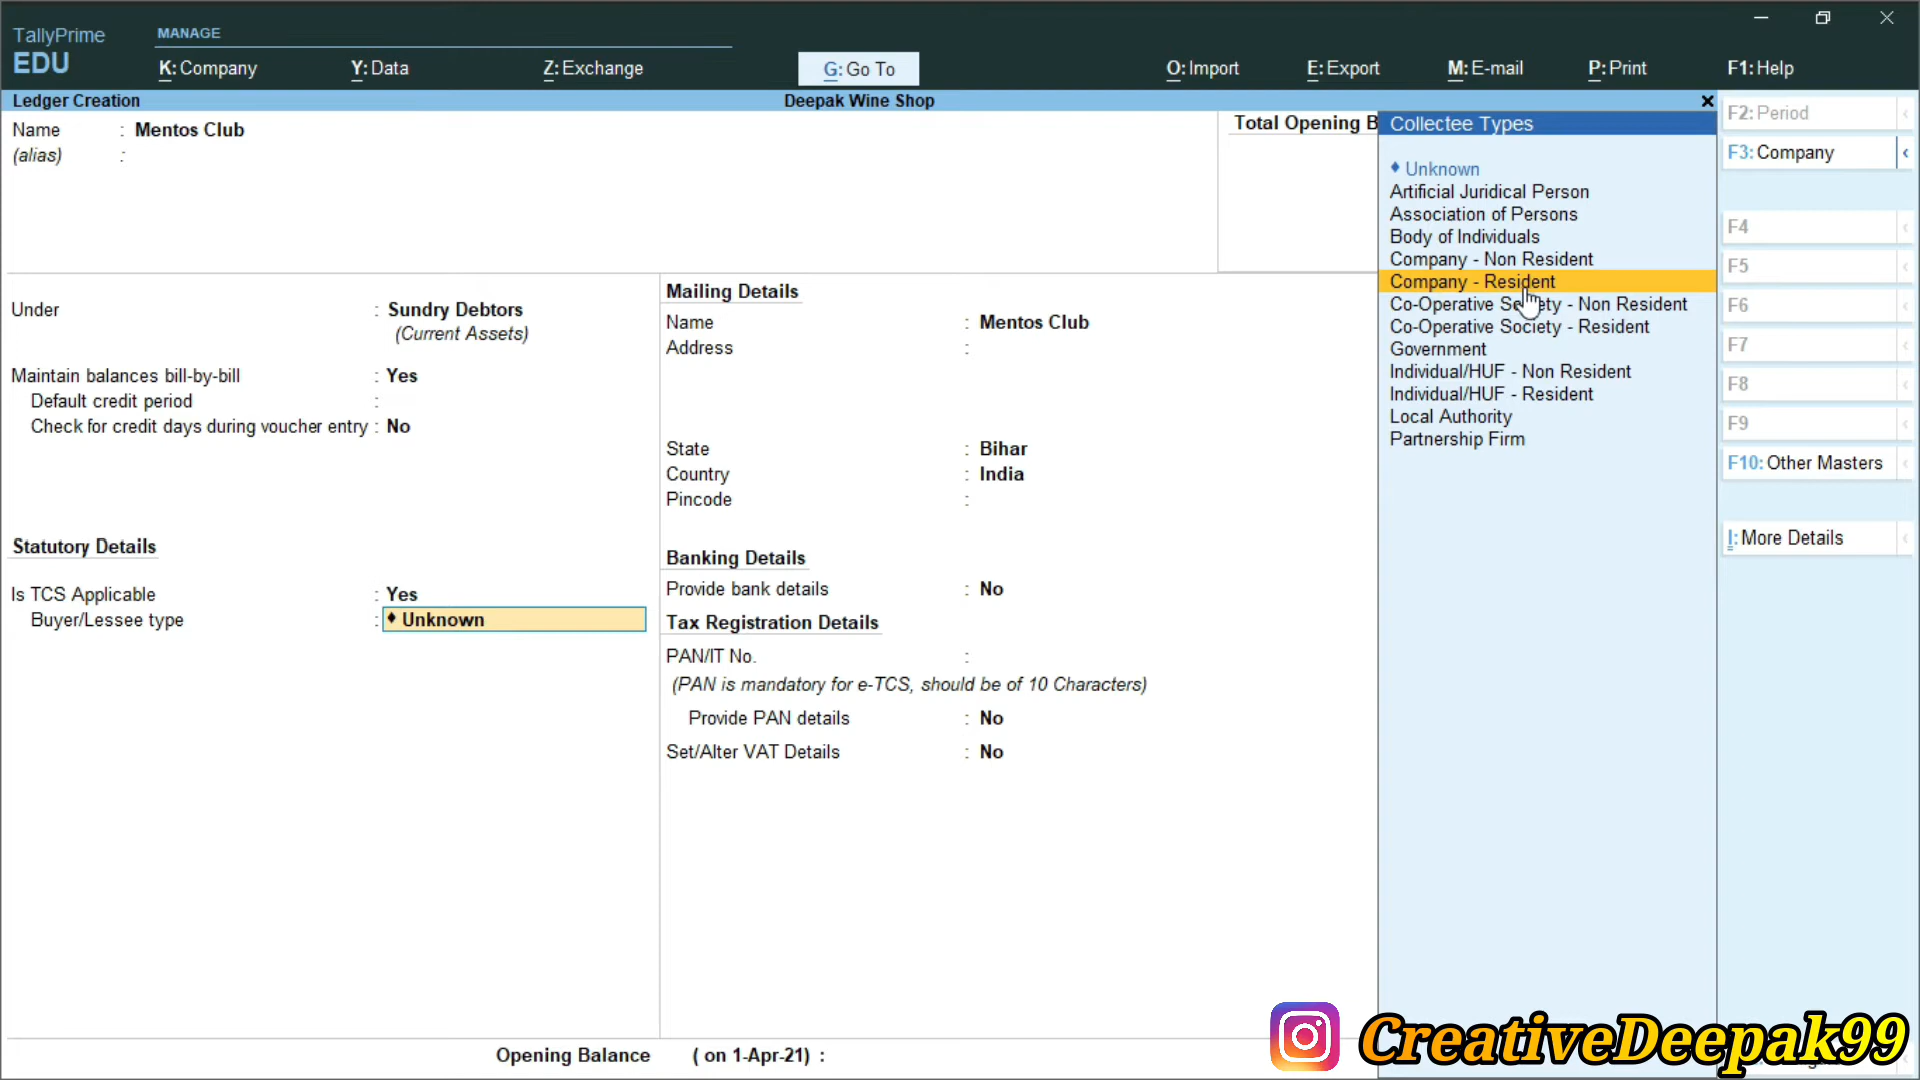 TallyPrime
EDU
MANAGE
K: Company
Y: Data
Z: Exchange
G: Go To
O: Import
E: Export
M: E-mail
P: Print
F1: Help
Ledger Creation
Deepak Wine Shop
Name : Mentos Club
(alias) :
Total Opening B
Under : Sundry Debtors
(Current Assets)
Maintain balances bill-by-bill : Yes
Default credit period :
Check for credit days during voucher entry : No
Statutory Details
Is TCS Applicable : Yes
Buyer/Lessee type : ♦ Unknown
Mailing Details
Name : Mentos Club
Address :
State : Bihar
Country : India
Pincode :
Banking Details
Provide bank details : No
Tax Registration Details
PAN/IT No. :
(PAN is mandatory for e-TCS, should be of 10 Characters)
Provide PAN details : No
Set/Alter VAT Details : No
Opening Balance ( on 1-Apr-21) :
Collectee Types
♦ Unknown
Artificial Juridical Person
Association of Persons
Body of Individuals
Company - Non Resident
Company - Resident
Co-Operative Society - Non Resident
Co-Operative Society - Resident
Government
Individual/HUF - Non Resident
Individual/HUF - Resident
Local Authority
Partnership Firm
F2: Period
F3: Company
F4
F5
F6
F7
F8
F9
F10: Other Masters
I: More Details
CreativeDeepak99